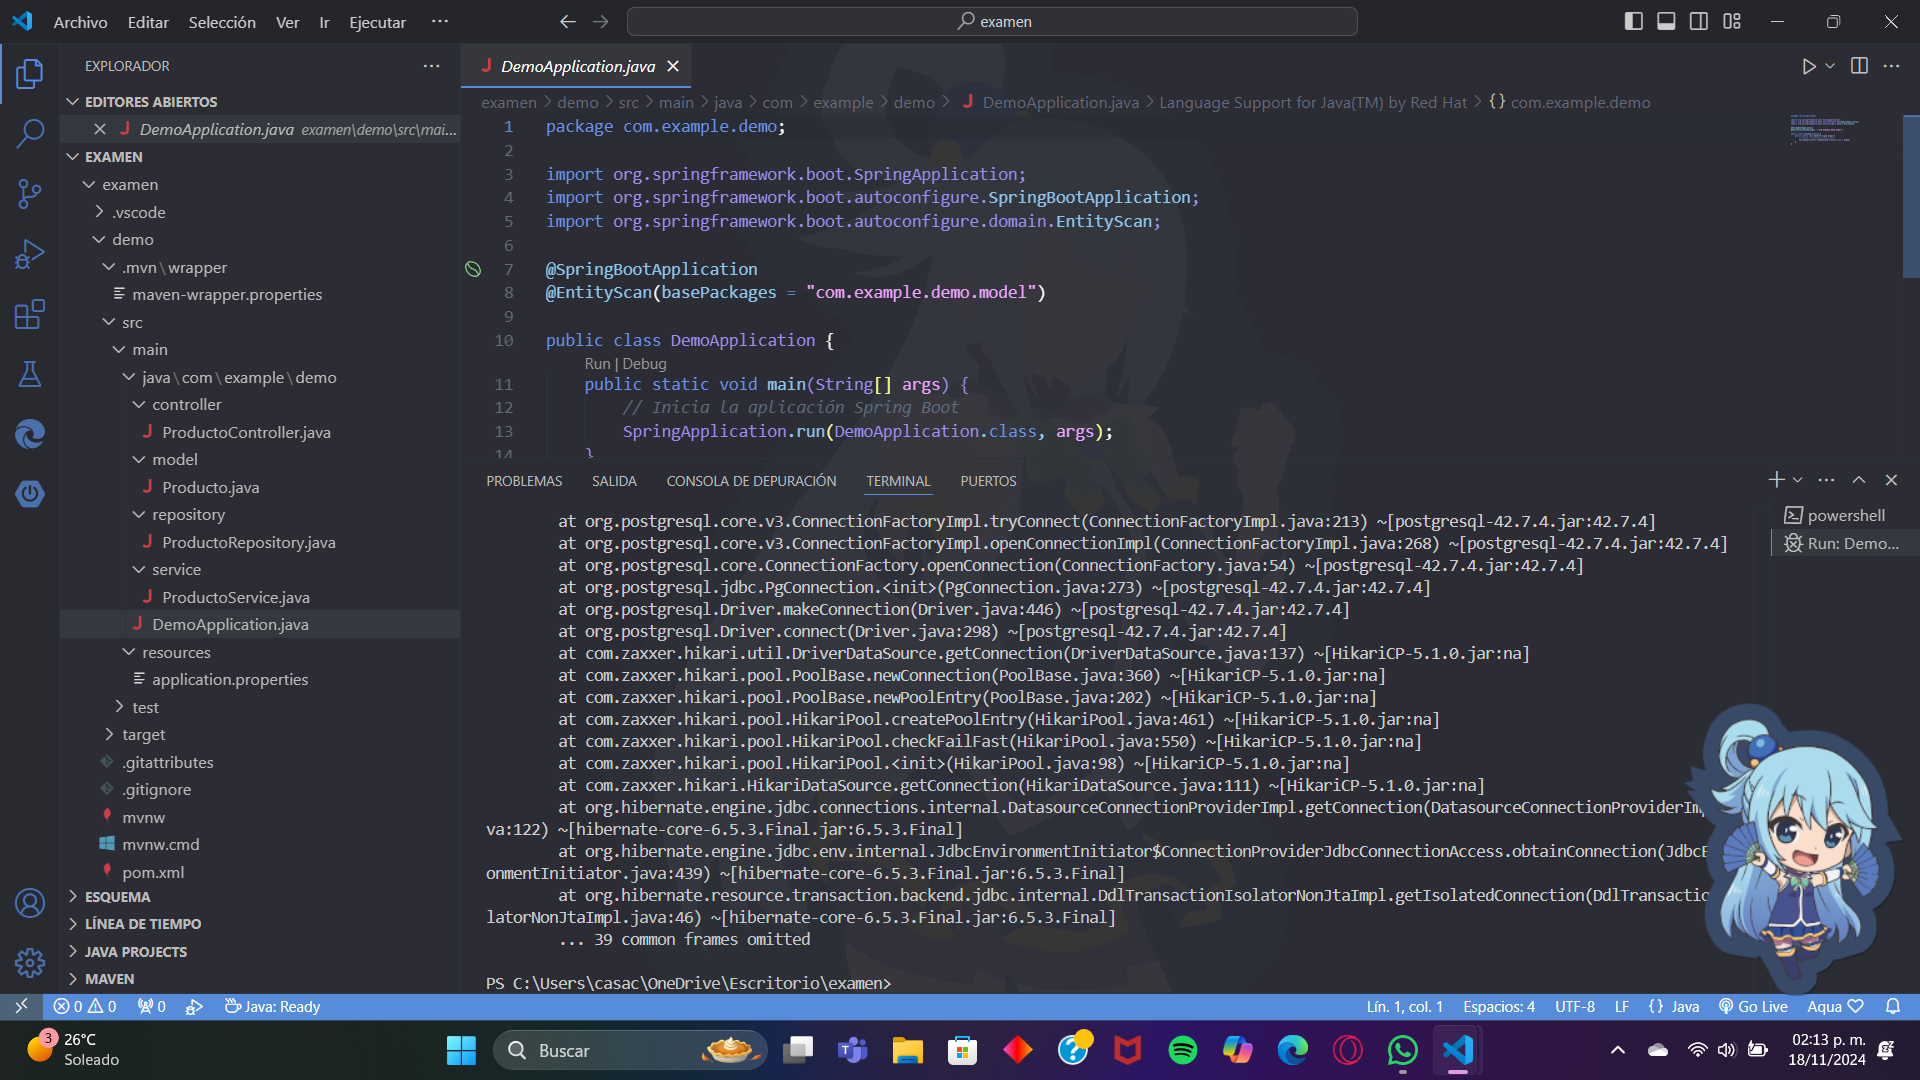 Archivo Editar Selección Ver Ir Ejecutar ··· examen
EXPLORADOR ···
EDITORES ABIERTOS
DemoApplication.java examen\demo\src\mai...
EXAMEN
examen
.vscode
demo
.mvn\wrapper
maven-wrapper.properties
src
main
java\com\example\demo
controller
ProductoController.java
model
Producto.java
repository
ProductoRepository.java
service
ProductoService.java
DemoApplication.java
resources
application.properties
test
target
.gitattributes
.gitignore
mvnw
mvnw.cmd
pom.xml
ESQUEMA
LÍNEA DE TIEMPO
JAVA PROJECTS
MAVEN
DemoApplication.java
examen > demo > src > main > java > com > example > demo > DemoApplication.java > Language Support for Java(TM) by Red Hat > {} com.example.demo
1 package com.example.demo;
2
3 import org.springframework.boot.SpringApplication;
4 import org.springframework.boot.autoconfigure.SpringBootApplication;
5 import org.springframework.boot.autoconfigure.domain.EntityScan;
6
7 @SpringBootApplication
8 @EntityScan(basePackages = "com.example.demo.model")
9
10 public class DemoApplication {
Run | Debug
11 public static void main(String[] args) {
12 // Inicia la aplicación Spring Boot
13 SpringApplication.run(DemoApplication.class, args);
14 }
PROBLEMAS SALIDA CONSOLA DE DEPURACIÓN TERMINAL PUERTOS
powershell
Run: Demo...
at org.postgresql.core.v3.ConnectionFactoryImpl.tryConnect(ConnectionFactoryImpl.java:213) ~[postgresql-42.7.4.jar:42.7.4]
at org.postgresql.core.v3.ConnectionFactoryImpl.openConnectionImpl(ConnectionFactoryImpl.java:268) ~[postgresql-42.7.4.jar:42.7.4]
at org.postgresql.core.ConnectionFactory.openConnection(ConnectionFactory.java:54) ~[postgresql-42.7.4.jar:42.7.4]
at org.postgresql.jdbc.PgConnection.<init>(PgConnection.java:273) ~[postgresql-42.7.4.jar:42.7.4]
at org.postgresql.Driver.makeConnection(Driver.java:446) ~[postgresql-42.7.4.jar:42.7.4]
at org.postgresql.Driver.connect(Driver.java:298) ~[postgresql-42.7.4.jar:42.7.4]
at com.zaxxer.hikari.util.DriverDataSource.getConnection(DriverDataSource.java:137) ~[HikariCP-5.1.0.jar:na]
at com.zaxxer.hikari.pool.PoolBase.newConnection(PoolBase.java:360) ~[HikariCP-5.1.0.jar:na]
at com.zaxxer.hikari.pool.PoolBase.newPoolEntry(PoolBase.java:202) ~[HikariCP-5.1.0.jar:na]
at com.zaxxer.hikari.pool.HikariPool.createPoolEntry(HikariPool.java:461) ~[HikariCP-5.1.0.jar:na]
at com.zaxxer.hikari.pool.HikariPool.checkFailFast(HikariPool.java:550) ~[HikariCP-5.1.0.jar:na]
at com.zaxxer.hikari.pool.HikariPool.<init>(HikariPool.java:98) ~[HikariCP-5.1.0.jar:na]
at com.zaxxer.hikari.HikariDataSource.getConnection(HikariDataSource.java:111) ~[HikariCP-5.1.0.jar:na]
at org.hibernate.engine.jdbc.connections.internal.DatasourceConnectionProviderImpl.getConnection(DatasourceConnectionProviderIm
va:122) ~[hibernate-core-6.5.3.Final.jar:6.5.3.Final]
at org.hibernate.engine.jdbc.env.internal.JdbcEnvironmentInitiator$ConnectionProviderJdbcConnectionAccess.obtainConnection(JdbcE
onmentInitiator.java:439) ~[hibernate-core-6.5.3.Final.jar:6.5.3.Final]
at org.hibernate.resource.transaction.backend.jdbc.internal.DdlTransactionIsolatorNonJtaImpl.getIsolatedConnection(DdlTransactio
latorNonJtaImpl.java:46) ~[hibernate-core-6.5.3.Final.jar:6.5.3.Final]
... 39 common frames omitted
PS C:\Users\casac\OneDrive\Escritorio\examen>
0 0 0 Java: Ready Lín. 1, col. 1 Espacios: 4 UTF-8 LF {} Java Go Live Aqua ♡
3 26°C
Soleado
Buscar
02:13 p. m.
18/11/2024